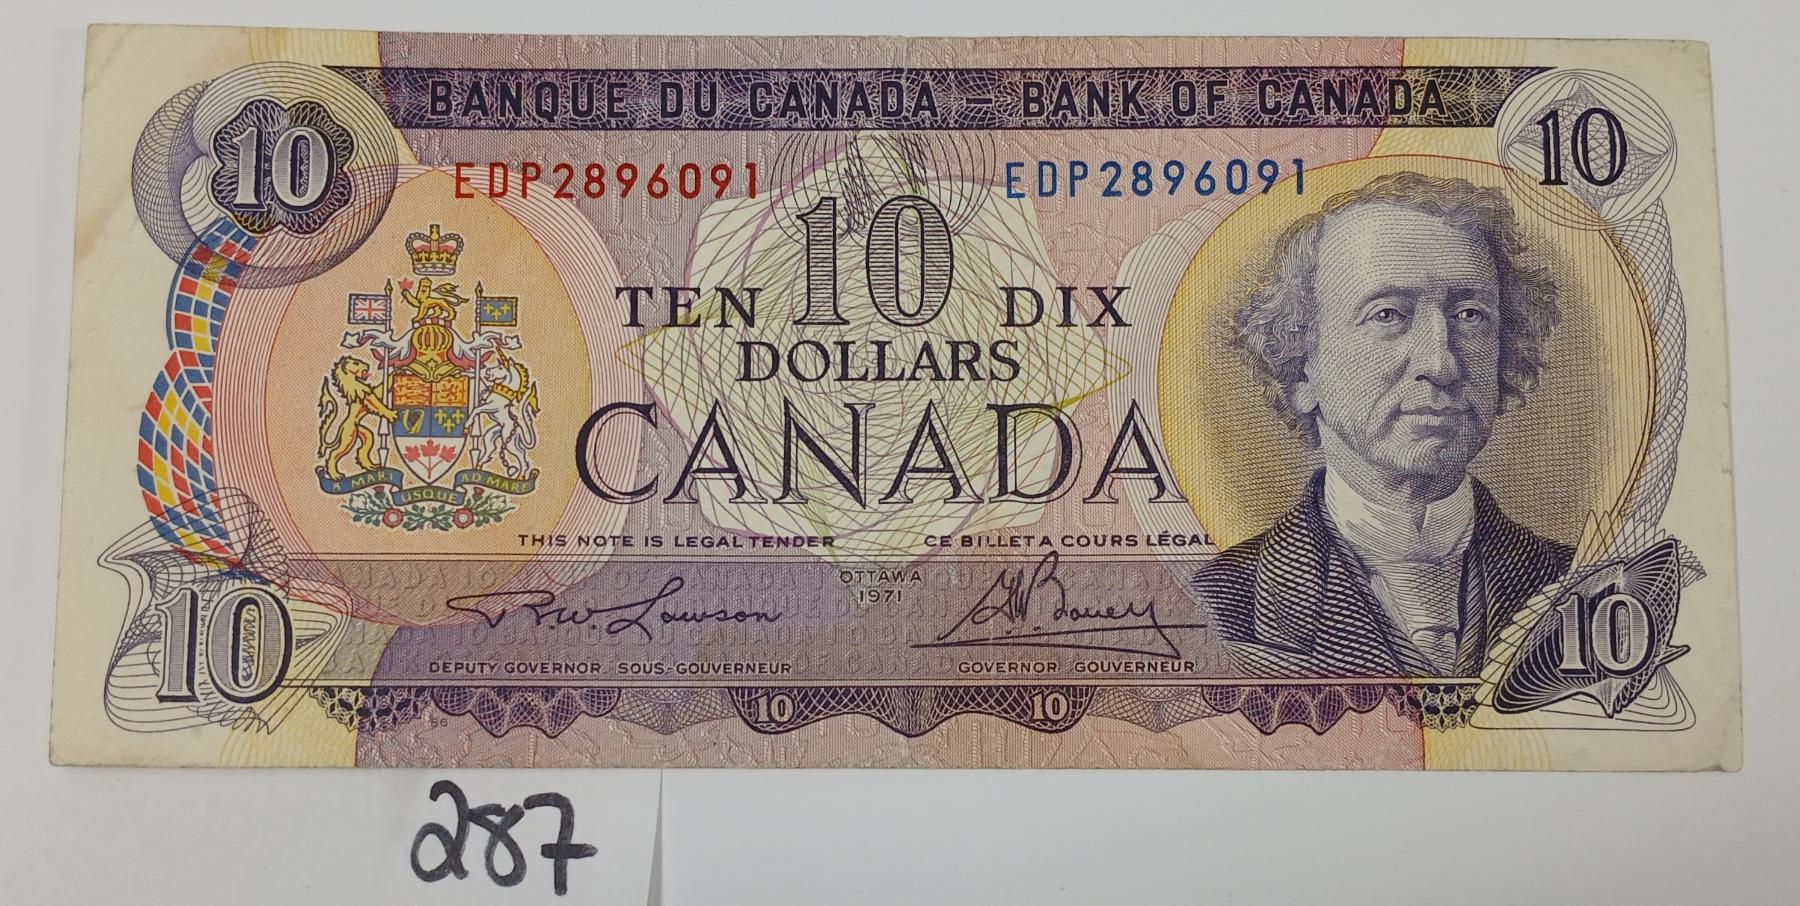 BANQUE DU CANADA — BANK OF CANADA
10
10
EDP2896091
EDP2896091
10
TEN DIX
DOLLARS
CANADA
A MARI USQUE AD MARE
THIS NOTE IS LEGAL TENDER
CE BILLET A COURS LÉGAL
OTTAWA
1971
R.W. Lawson
G.K. Bouey
DEPUTY GOVERNOR SOUS-GOUVERNEUR
GOVERNOR GOUVERNEUR
10
10
10
10
287